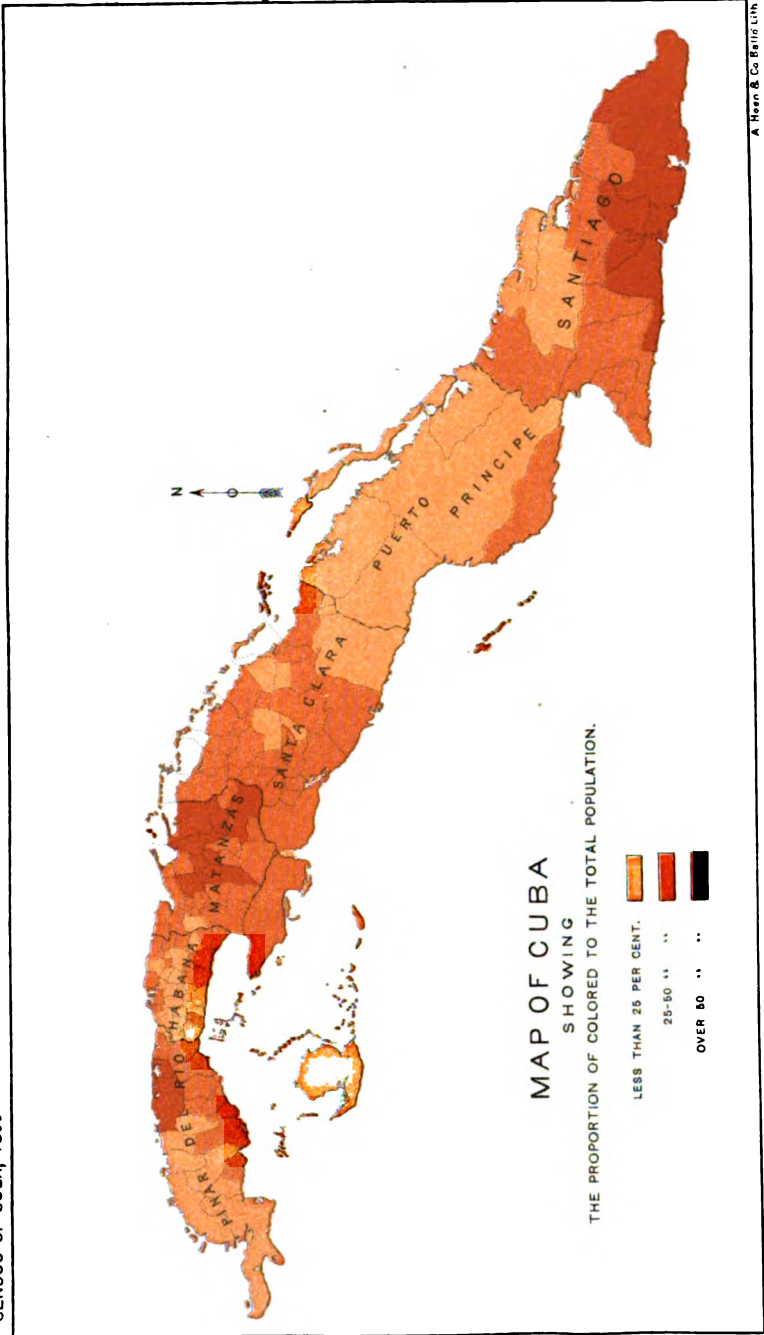 A Hoen & Co Balto Lith
N
PINAR DEL RIO
HABANA
MATANZAS
SANTA CLARA
PUERTO
PRINCIPE
SANTIAGO
MAP OF CUBA
SHOWING
THE PROPORTION OF COLORED TO THE TOTAL POPULATION.
LESS THAN 25 PER CENT.
25-50 " "
OVER 50 " "